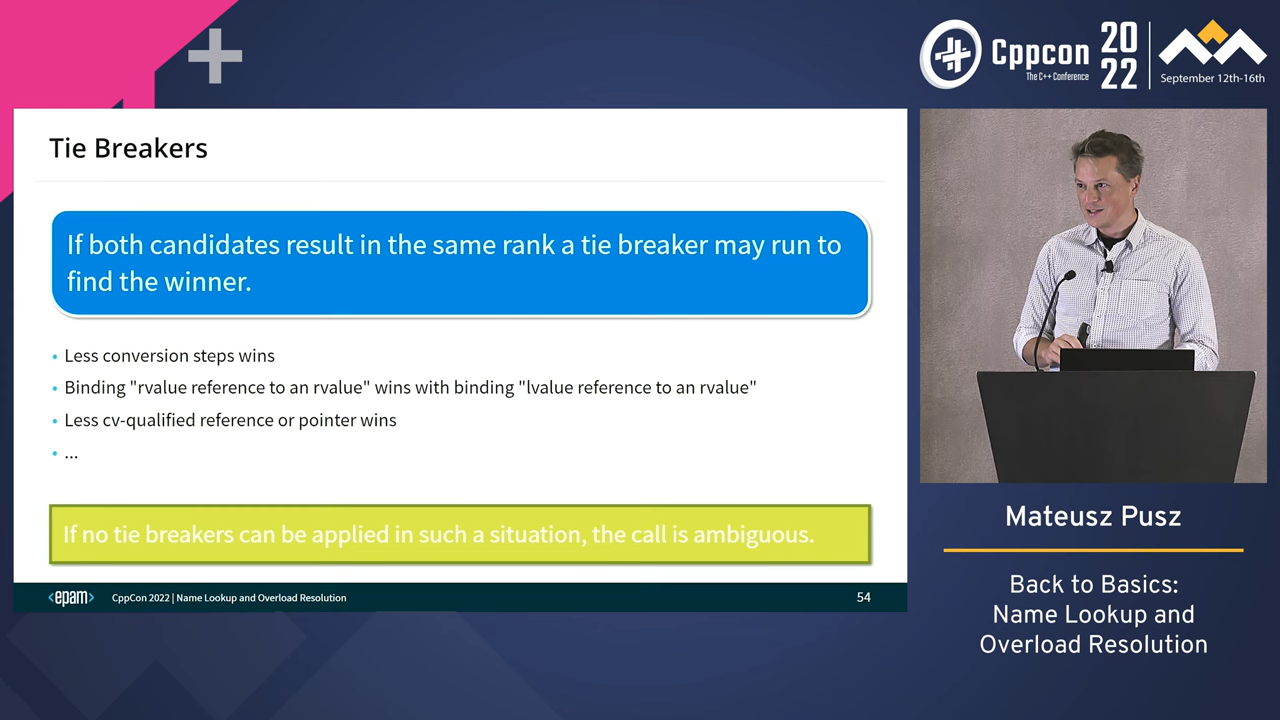 Cppcon
The C++ Conference
20
22
September 12th-16th
Tie Breakers
If both candidates result in the same rank a tie breaker may run to
find the winner.
• Less conversion steps wins
• Binding "rvalue reference to an rvalue" wins with binding "lvalue reference to an rvalue"
• Less cv-qualified reference or pointer wins
• ...
If no tie breakers can be applied in such a situation, the call is ambiguous.
<epam> CppCon 2022 | Name Lookup and Overload Resolution 54
Mateusz Pusz
Back to Basics:
Name Lookup and
Overload Resolution